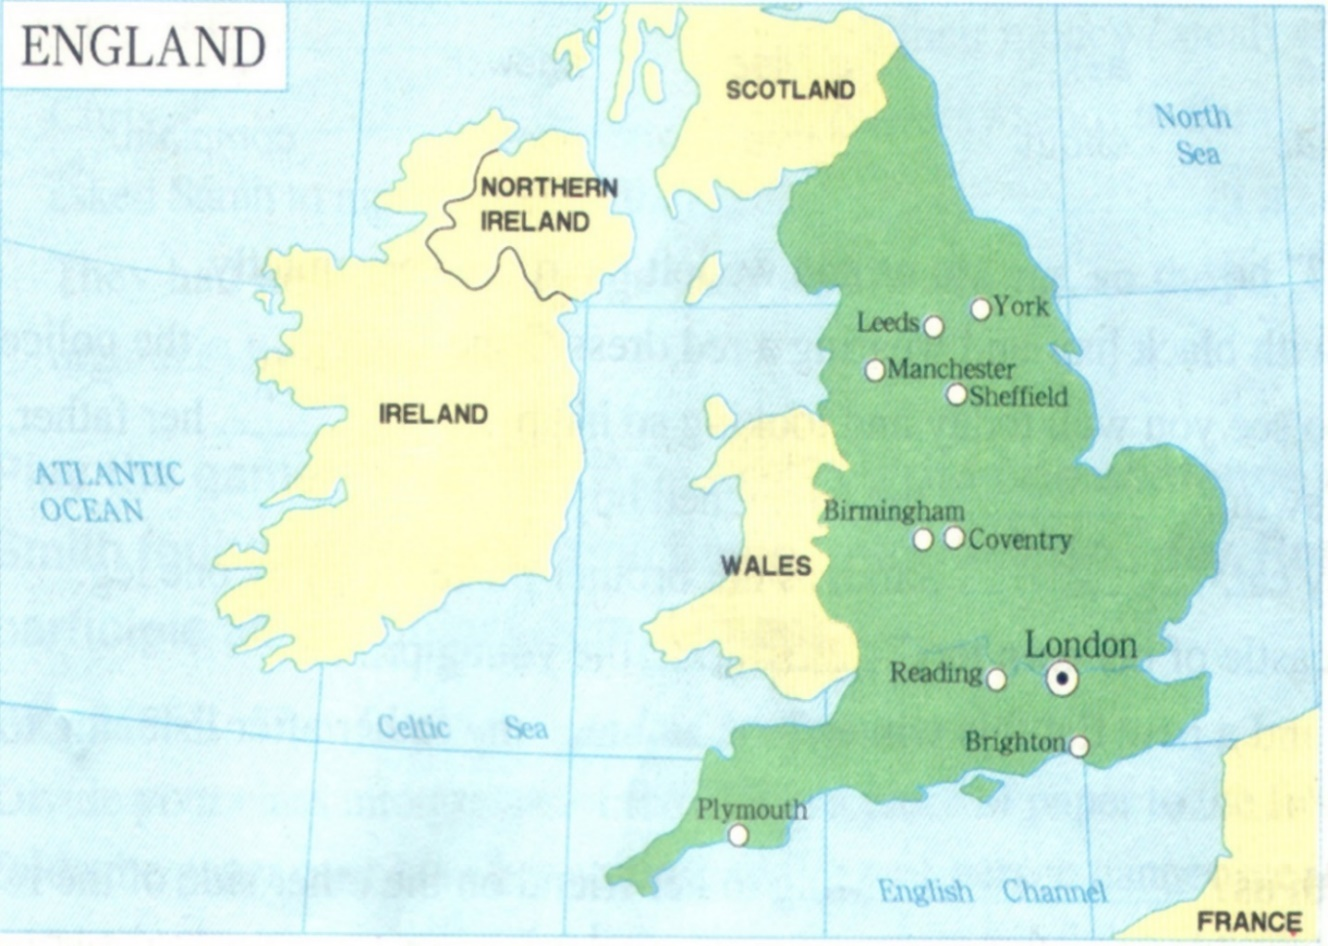 ENGLAND
SCOTLAND
North
Sea
NORTHERN
IRELAND
York
Leeds
Manchester
Sheffield
IRELAND
ATLANTIC
OCEAN
Birmingham
Coventry
WALES
London
Reading
Celtic Sea
Brighton
Plymouth
English Channel
FRANCE